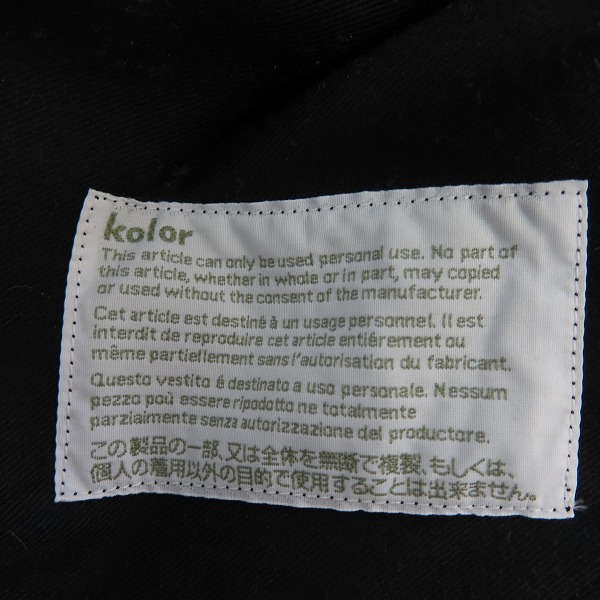 kolor
This article can only be used personal use. No part of
this article, whether in whole or in part, may copied
or used without the consent of the manufacturer.
Cet article est destiné à un usage personnel. Il est
interdit de reproduire cet article entiérement ou
même partiellement sans l'autorisation du fabricant.
Questo vestito é destinato a uso personale. Nessum
pezzo poù essere ripodotto ne totalmente
parziaimente senza autorizzazione del productore.
この製品の一部、又は全体を無断で複製、もしくは、
個人の着用以外の目的で使用することは出来ません。